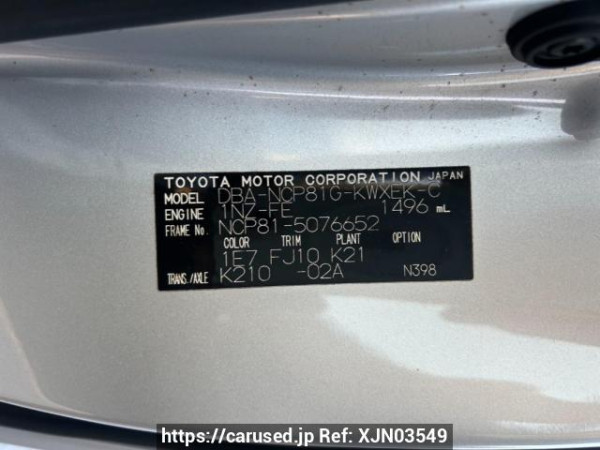 TOYOTA MOTOR CORPORATION JAPAN
MODEL DBA-NCP81G-KWXEK-C
ENGINE 1NZ-FE 1496 mL
FRAME No. NCP81-5076652
COLOR TRIM PLANT OPTION
1E7 FJ10 K21
TRANS./AXLE K210 -02A N398
https://carused.jp Ref: XJN03549